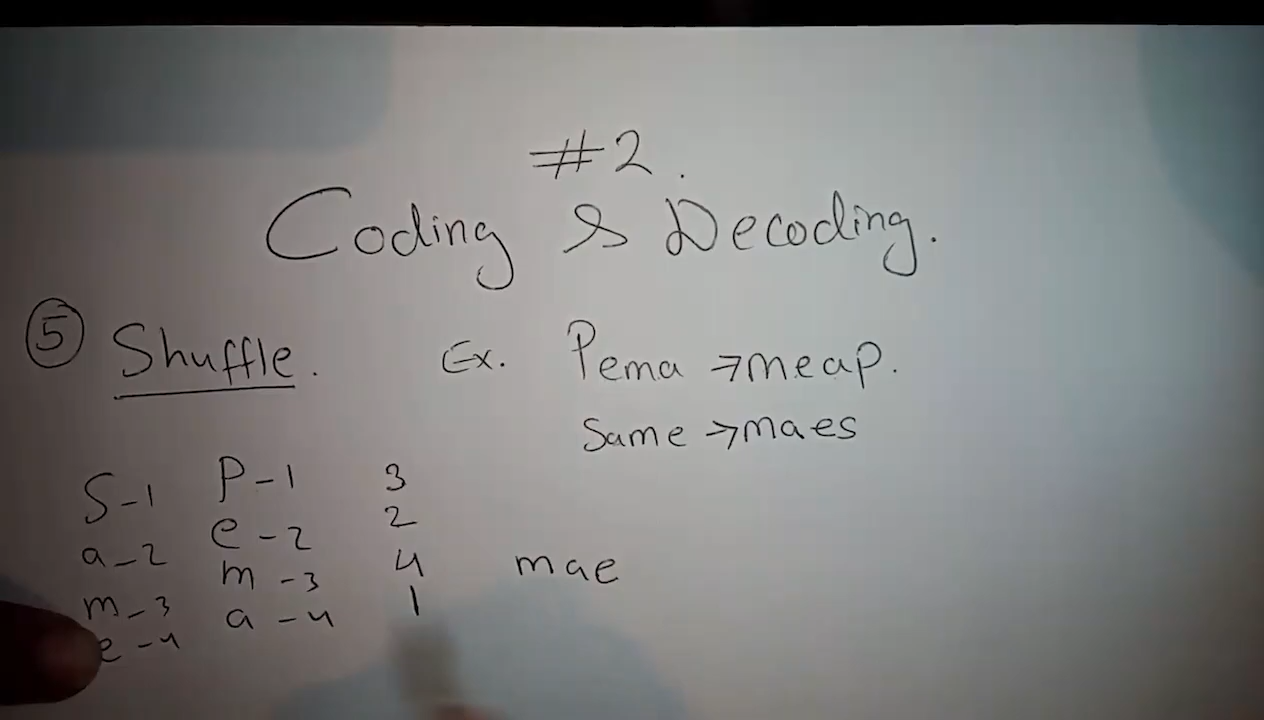 #2.
Coding & Decoding.
⑤ Shuffle. Ex. Pema → meap.
Same → maes
S-1 P-1 3
a-2 e-2 2
m-3 m-3 4 mae
e-4 a-4 1